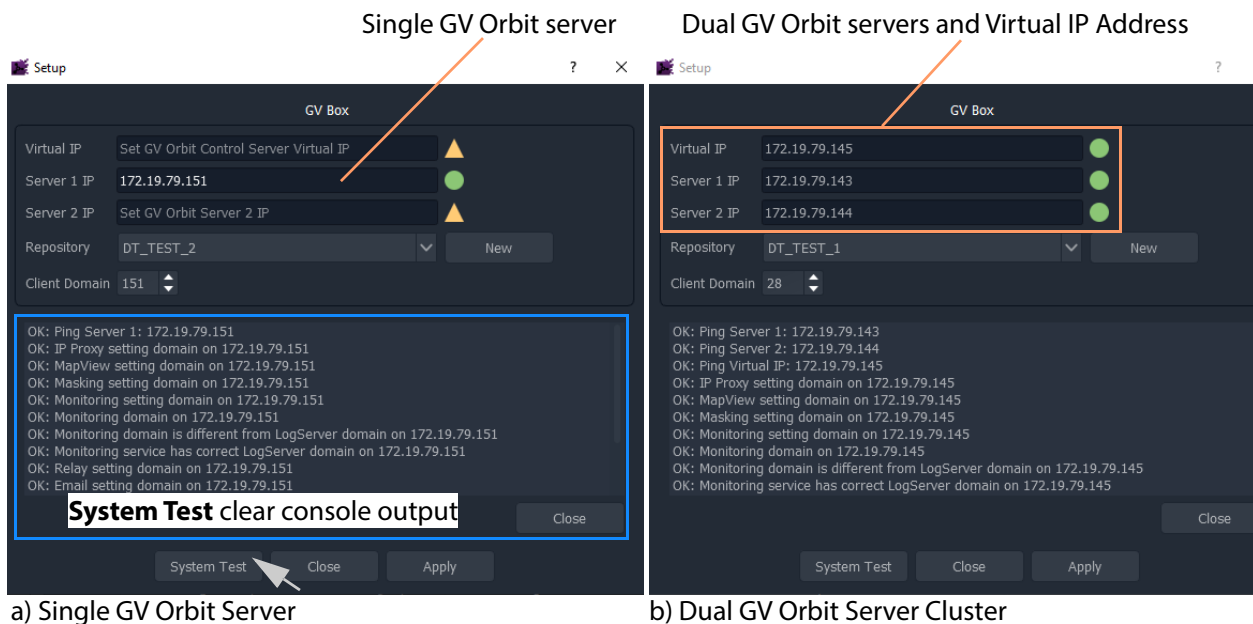 Single GV Orbit server
Dual GV Orbit servers and Virtual IP Address
Setup
?
GV Box
Virtual IP
Set GV Orbit Control Server Virtual IP
Server 1 IP
172.19.79.151
Server 2 IP
Set GV Orbit Server 2 IP
Repository
DT_TEST_2
New
Client Domain
151
OK: Ping Server 1: 172.19.79.151
OK: IP Proxy setting domain on 172.19.79.151
OK: MapView setting domain on 172.19.79.151
OK: Masking setting domain on 172.19.79.151
OK: Monitoring setting domain on 172.19.79.151
OK: Monitoring domain on 172.19.79.151
OK: Monitoring domain is different from LogServer domain on 172.19.79.151
OK: Monitoring service has correct LogServer domain on 172.19.79.151
OK: Relay setting domain on 172.19.79.151
OK: Email setting domain on 172.19.79.151
System Test clear console output
Close
System Test
Close
Apply
a) Single GV Orbit Server
Setup
?
GV Box
Virtual IP
172.19.79.145
Server 1 IP
172.19.79.143
Server 2 IP
172.19.79.144
Repository
DT_TEST_1
New
Client Domain
28
OK: Ping Server 1: 172.19.79.143
OK: Ping Server 2: 172.19.79.144
OK: Ping Virtual IP: 172.19.79.145
OK: IP Proxy setting domain on 172.19.79.145
OK: MapView setting domain on 172.19.79.145
OK: Masking setting domain on 172.19.79.145
OK: Monitoring setting domain on 172.19.79.145
OK: Monitoring domain on 172.19.79.145
OK: Monitoring domain is different from LogServer domain on 172.19.79.145
OK: Monitoring service has correct LogServer domain on 172.19.79.145
Close
System Test
Close
Apply
b) Dual GV Orbit Server Cluster